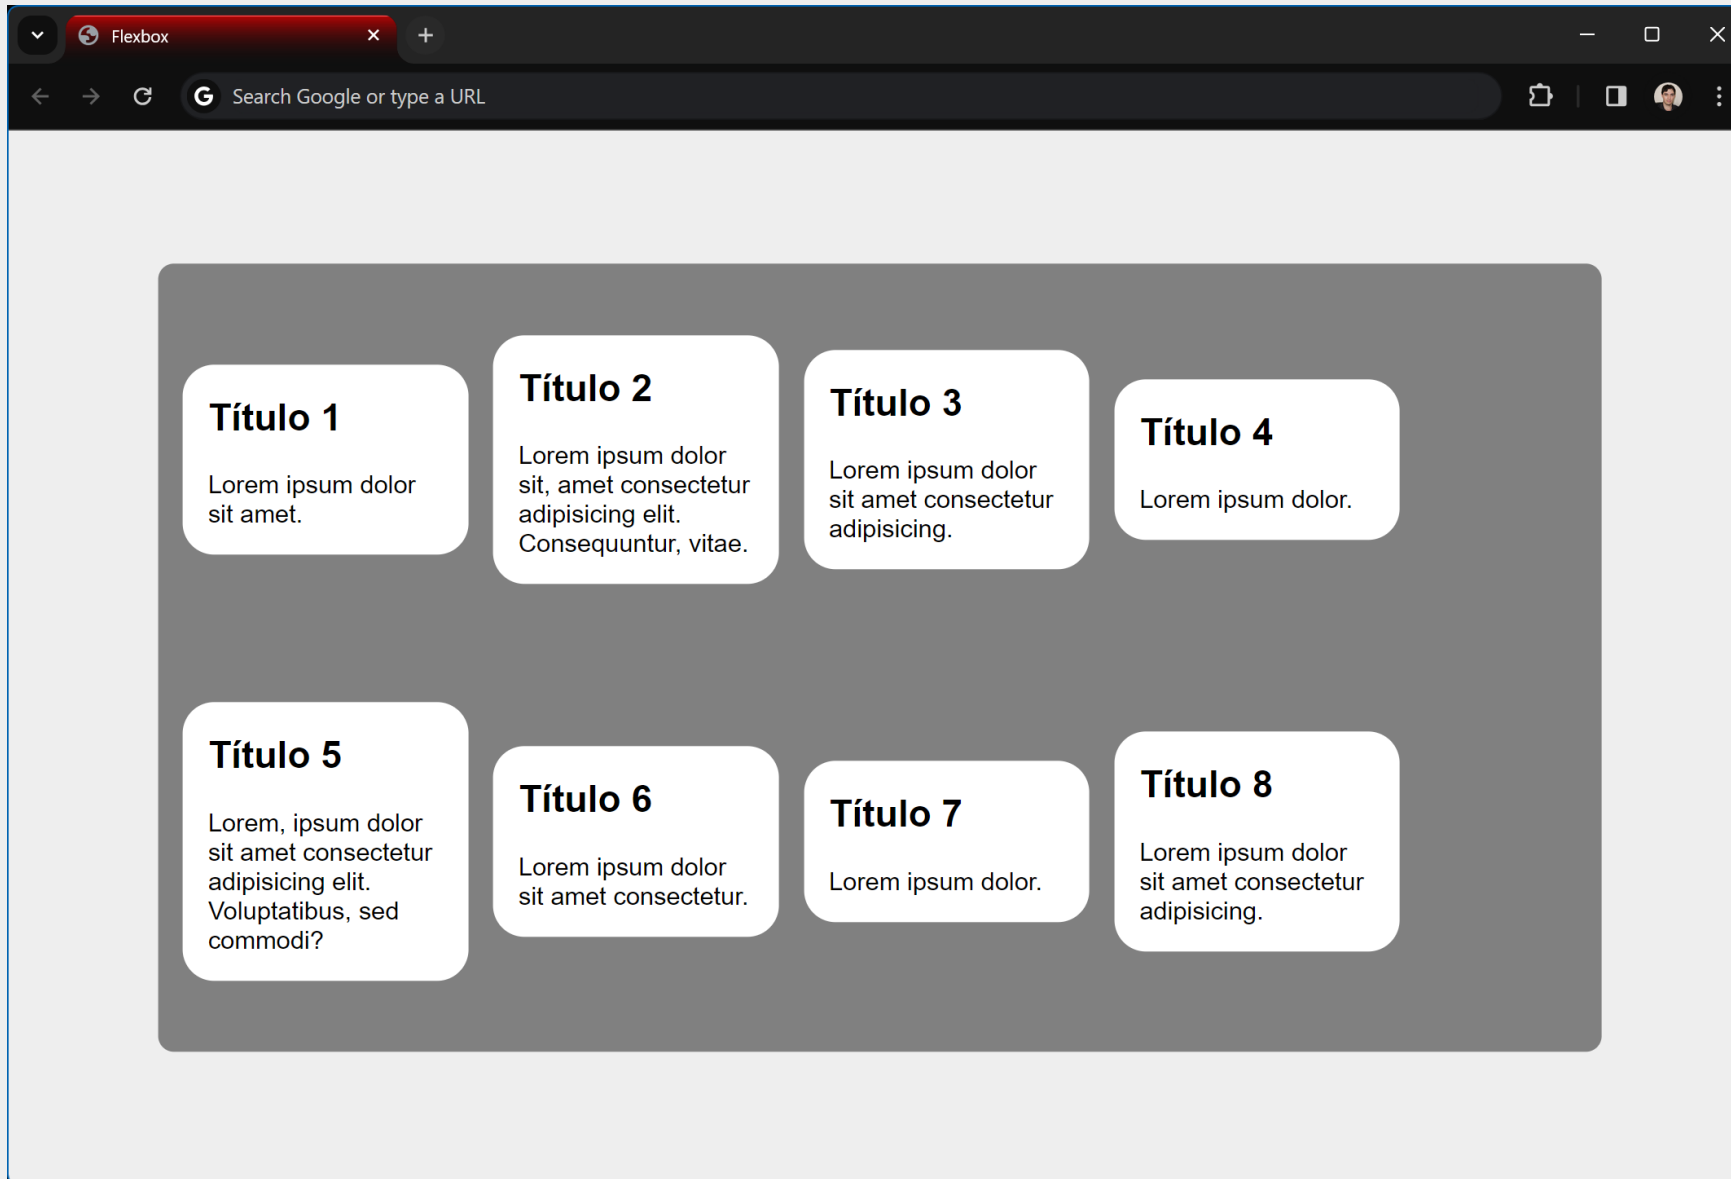 Flexbox
Search Google or type a URL
Título 1
Lorem ipsum dolor
sit amet.
Título 2
Lorem ipsum dolor
sit, amet consectetur
adipisicing elit.
Consequuntur, vitae.
Título 3
Lorem ipsum dolor
sit amet consectetur
adipisicing.
Título 4
Lorem ipsum dolor.
Título 5
Lorem, ipsum dolor
sit amet consectetur
adipisicing elit.
Voluptatibus, sed
commodi?
Título 6
Lorem ipsum dolor
sit amet consectetur.
Título 7
Lorem ipsum dolor.
Título 8
Lorem ipsum dolor
sit amet consectetur
adipisicing.